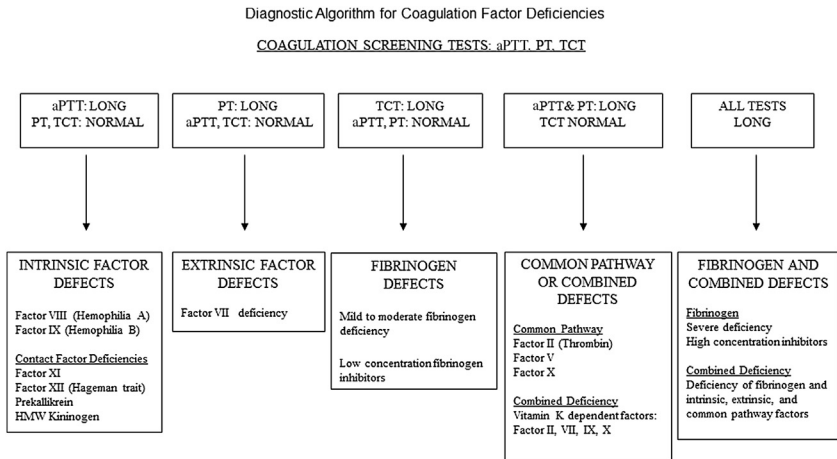 Diagnostic Algorithm for Coagulation Factor Deficiencies
COAGULATION SCREENING TESTS: aPTT, PT, TCT
aPTT: LONG
PT, TCT: NORMAL
PT: LONG
aPTT, TCT: NORMAL
TCT: LONG
aPTT, PT: NORMAL
aPTT& PT: LONG
TCT NORMAL
ALL TESTS
LONG
INTRINSIC FACTOR
DEFECTS
Factor VIII (Hemophilia A)
Factor IX (Hemophilia B)
Contact Factor Deficiencies
Factor XI
Factor XII (Hageman trait)
Prekallikrein
HMW Kininogen
EXTRINSIC FACTOR
DEFECTS
Factor VII deficiency
FIBRINOGEN
DEFECTS
Mild to moderate fibrinogen
deficiency
Low concentration fibrinogen
inhibitors
COMMON PATHWAY
OR COMBINED
DEFECTS
Common Pathway
Factor II (Thrombin)
Factor V
Factor X
Combined Deficiency
Vitamin K dependent factors:
Factor II, VII, IX, X
FIBRINOGEN AND
COMBINED DEFECTS
Fibrinogen
Severe deficiency
High concentration inhibitors
Combined Deficiency
Deficiency of fibrinogen and
intrinsic, extrinsic, and
common pathway factors